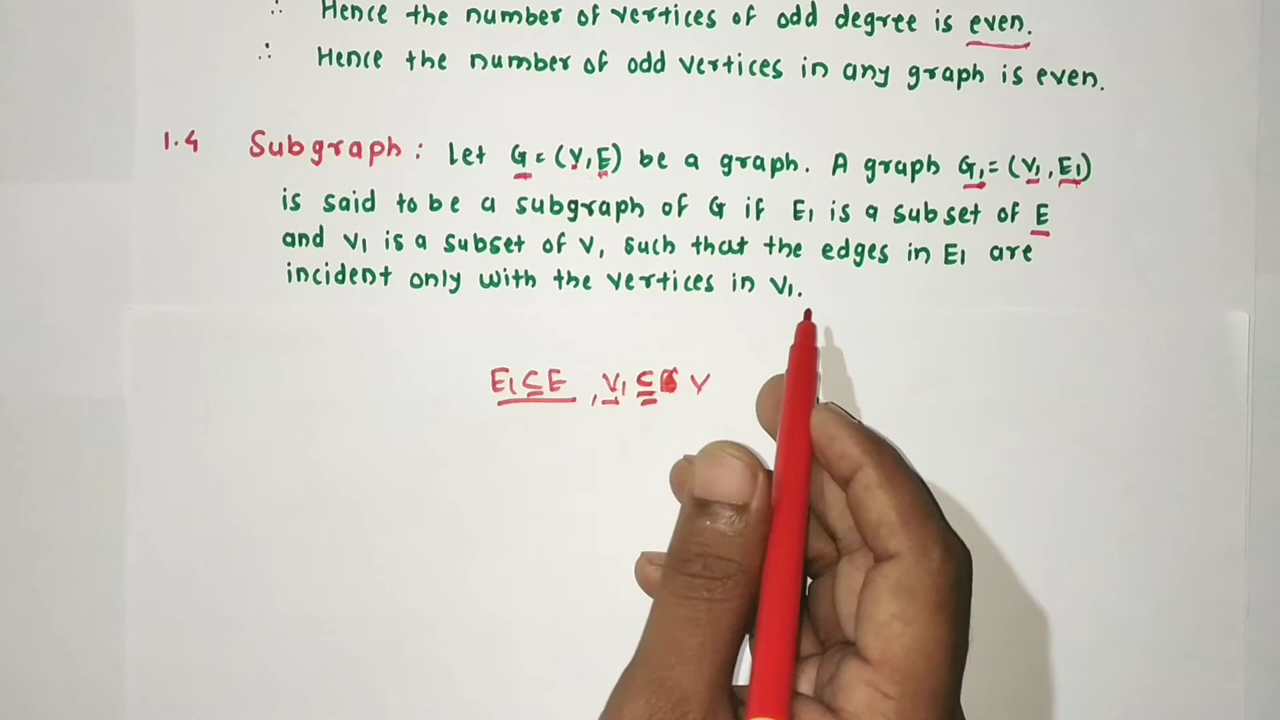 ∴ Hence the number of vertices of odd degree is even.
∴ Hence the number of odd vertices in any graph is even.
1.4 Subgraph: Let G = (V, E) be a graph. A graph G₁ = (V₁, E₁)
is said to be a subgraph of G if E₁ is a subset of E
and V₁ is a subset of V, such that the edges in E₁ are
incident only with the vertices in V₁.
E₁ ⊆ E, V₁ ⊆ V